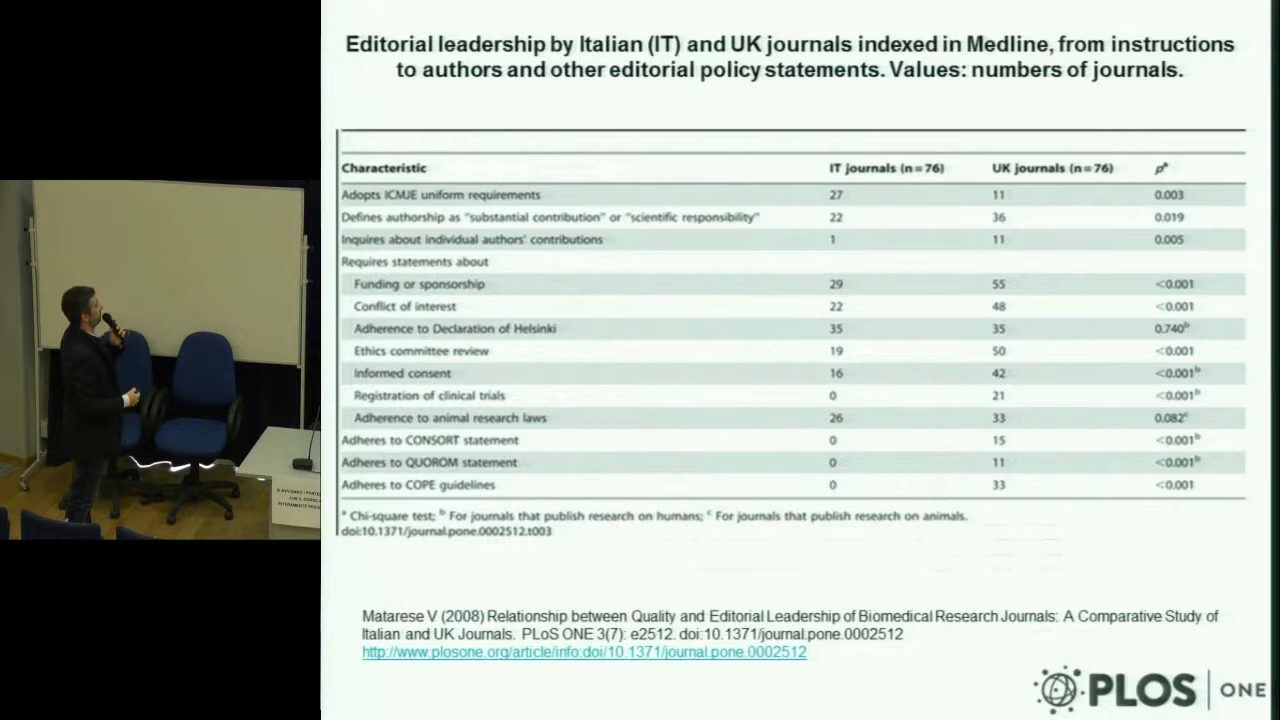 Editorial leadership by Italian (IT) and UK journals indexed in Medline, from instructions
to authors and other editorial policy statements. Values: numbers of journals.
Characteristic IT journals (n=76) UK journals (n=76) pᵃ
Adopts ICMJE uniform requirements 27 11 0.003
Defines authorship as “substantial contribution” or “scientific responsibility” 22 36 0.019
Inquires about individual authors' contributions 1 11 0.005
Requires statements about
Funding or sponsorship 29 55 <0.001
Conflict of interest 22 48 <0.001
Adherence to Declaration of Helsinki 35 35 0.740ᵇ
Ethics committee review 19 50 <0.001
Informed consent 16 42 <0.001ᵇ
Registration of clinical trials 0 21 <0.001ᵇ
Adherence to animal research laws 26 33 0.082ᶜ
Adheres to CONSORT statement 0 15 <0.001ᵇ
Adheres to QUOROM statement 0 11 <0.001ᵇ
Adheres to COPE guidelines 0 33 <0.001
ᵃ Chi-square test; ᵇ For journals that publish research on humans; ᶜ For journals that publish research on animals.
doi:10.1371/journal.pone.0002512.t003
Matarese V (2008) Relationship between Quality and Editorial Leadership of Biomedical Research Journals: A Comparative Study of
Italian and UK Journals. PLoS ONE 3(7): e2512. doi:10.1371/journal.pone.0002512
http://www.plosone.org/article/info:doi/10.1371/journal.pone.0002512
PLOS | ONE
CHE IL CORSO